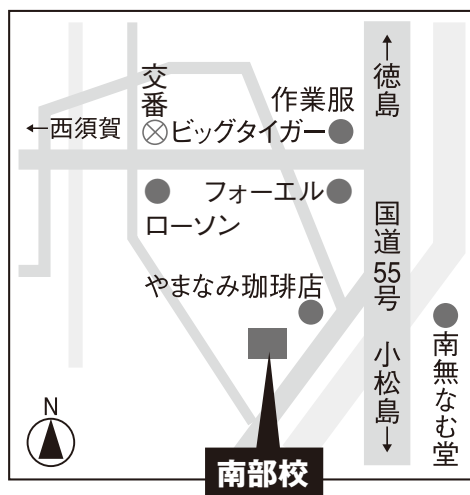 ↑徳島
交番
作業服
ビッグタイガー
←西須賀
フォーエル
ローソン
国道55号
やまなみ珈琲店
小松島↓
南無なむ堂
N
南部校